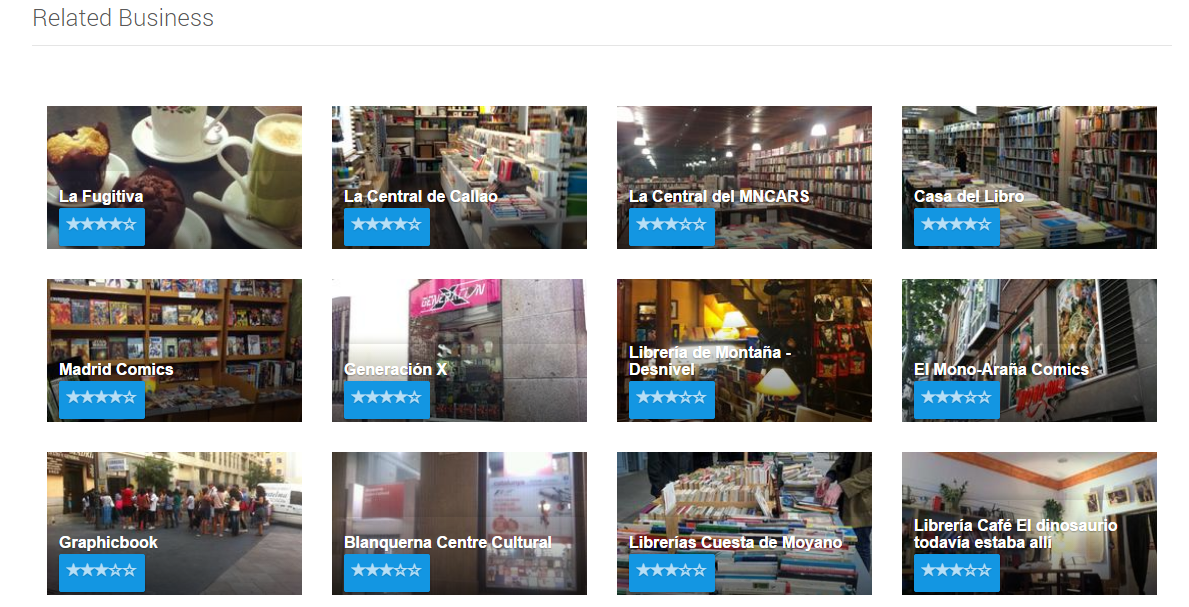 Related Business
La Fugitiva
★★★★☆
La Central de Callao
★★★★☆
La Central del MNCARS
★★★☆☆
Casa del Libro
★★★★☆
Madrid Comics
★★★★☆
GENERACION
Generación X
★★★★☆
Librería de Montaña -
Desnivel
★★★☆☆
El Mono-Araña Comics
★★★☆☆
Graphicbook
★★★☆☆
catalunya
Blanquerna Centre Cultural
★★★☆☆
Librerías Cuesta de Moyano
★★★☆☆
Librería Café El dinosaurio
todavía estaba allí
★★★☆☆